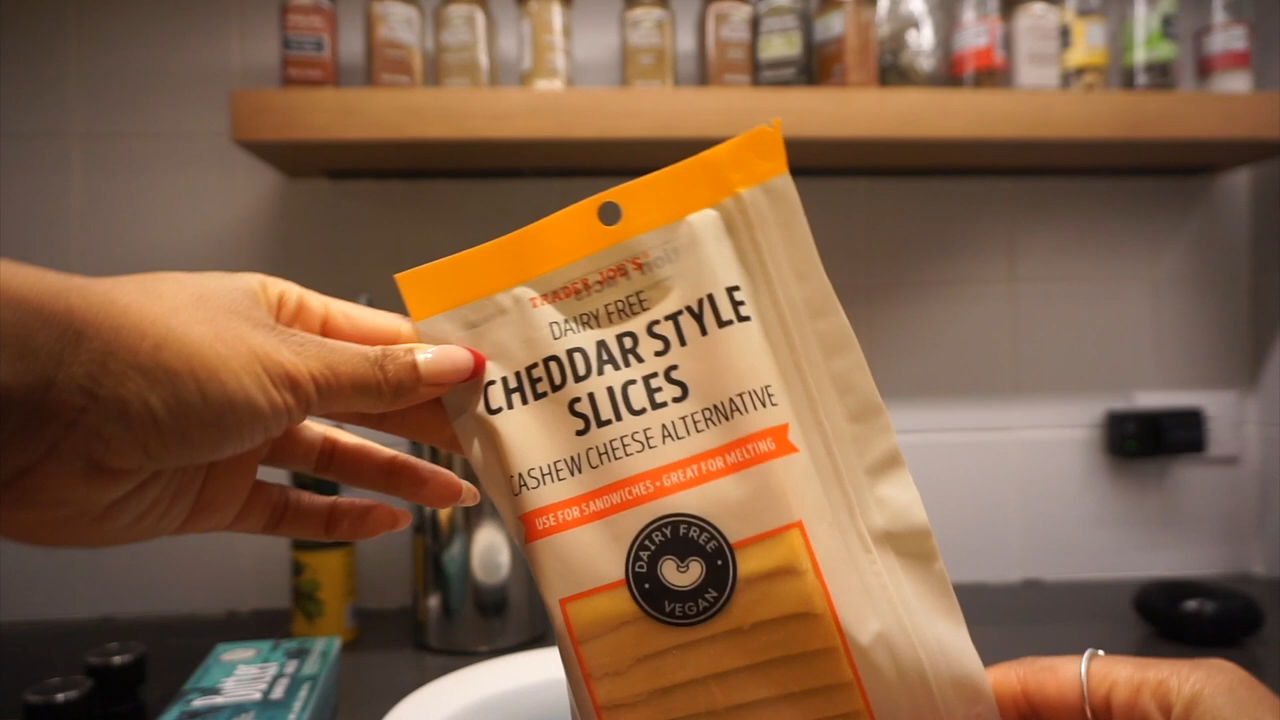 TRADER JOE'S
DAIRY FREE
CHEDDAR STYLE
SLICES
CASHEW CHEESE ALTERNATIVE
USE FOR SANDWICHES • GREAT FOR MELTING
DAIRY FREE
VEGAN
Butter